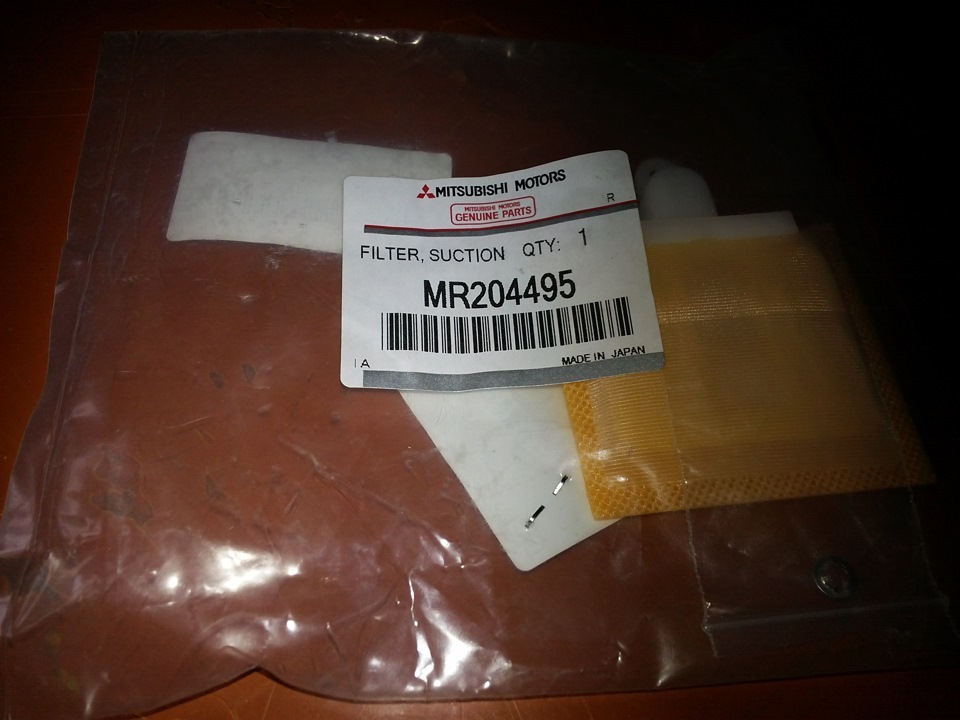 MITSUBISHI MOTORS
MITSUBISHI MOTORS
GENUINE PARTS
R
FILTER, SUCTION QTY: 1
MR204495
IA MADE IN JAPAN